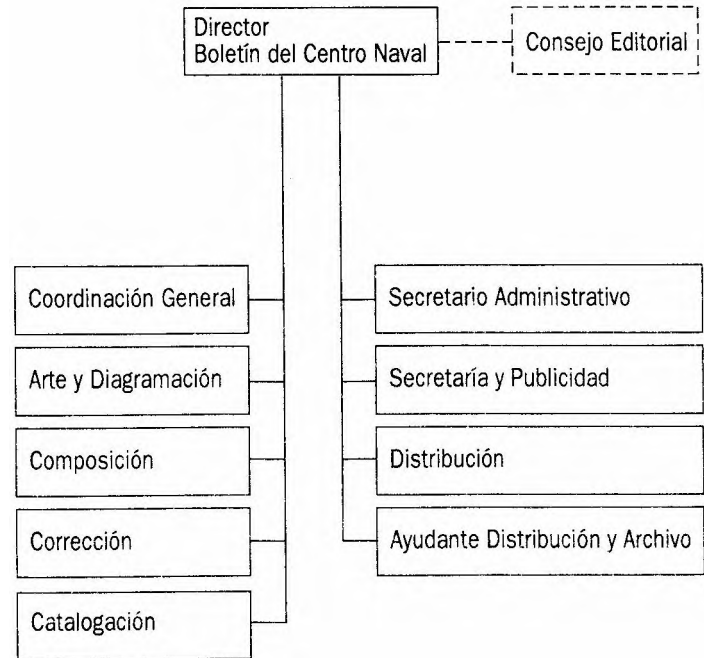 Director
Boletín del Centro Naval
Consejo Editorial
Coordinación General
Arte y Diagramación
Composición
Corrección
Catalogación
Secretario Administrativo
Secretaría y Publicidad
Distribución
Ayudante Distribución y Archivo